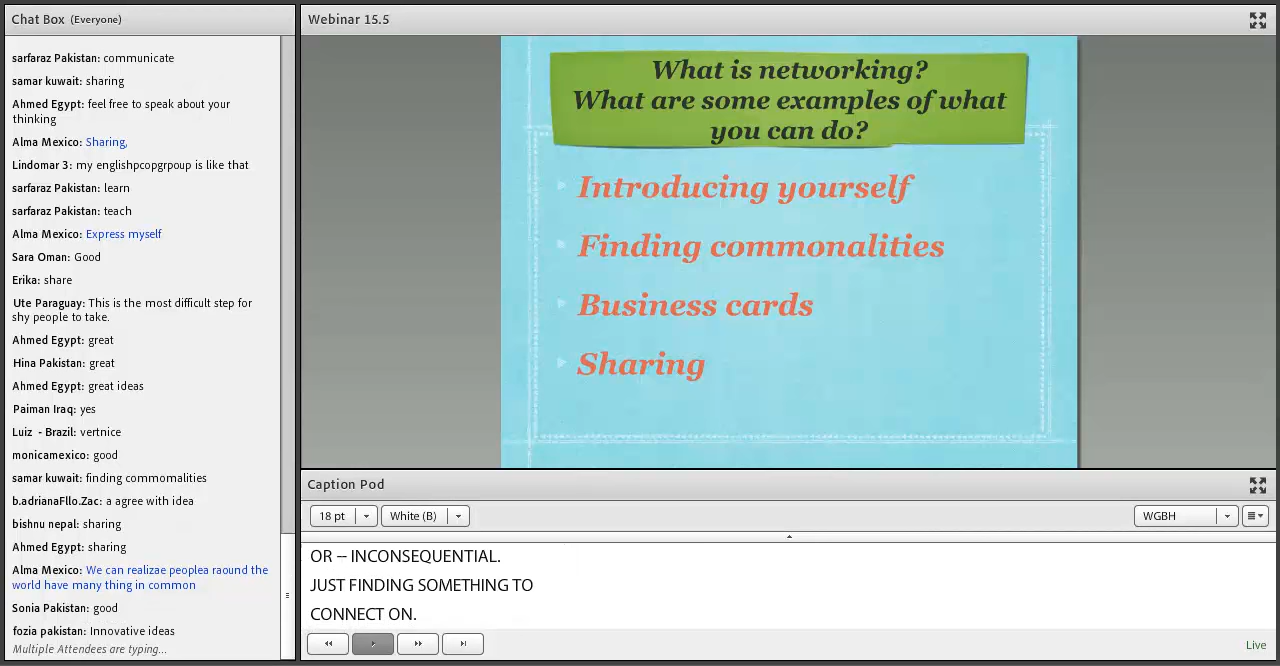 Chat Box (Everyone)
sarfaraz Pakistan: communicate
samar kuwait: sharing
Ahmed Egypt: feel free to speak about your
thinking
Alma Mexico: Sharing,
Lindomar 3: my englishpcopgrpoup is like that
sarfaraz Pakistan: learn
sarfaraz Pakistan: teach
Alma Mexico: Express myself
Sara Oman: Good
Erika: share
Ute Paraguay: This is the most difficult step for
shy people to take.
Ahmed Egypt: great
Hina Pakistan: great
Ahmed Egypt: great ideas
Paiman Iraq: yes
Luiz - Brazil: vertnice
monicamexico: good
samar kuwait: finding commomalities
b.adrianaFllo.Zac: a agree with idea
bishnu nepal: sharing
Ahmed Egypt: sharing
Alma Mexico: We can realizae peoplea raound the
world have many thing in common
Sonia Pakistan: good
fozia pakistan: Innovative ideas
Multiple Attendees are typing...
Webinar 15.5
What is networking?
What are some examples of what
you can do?
Introducing yourself
Finding commonalities
Business cards
Sharing
Caption Pod
18 pt
White (B)
WGBH
OR -- INCONSEQUENTIAL.
JUST FINDING SOMETHING TO
CONNECT ON.
Live